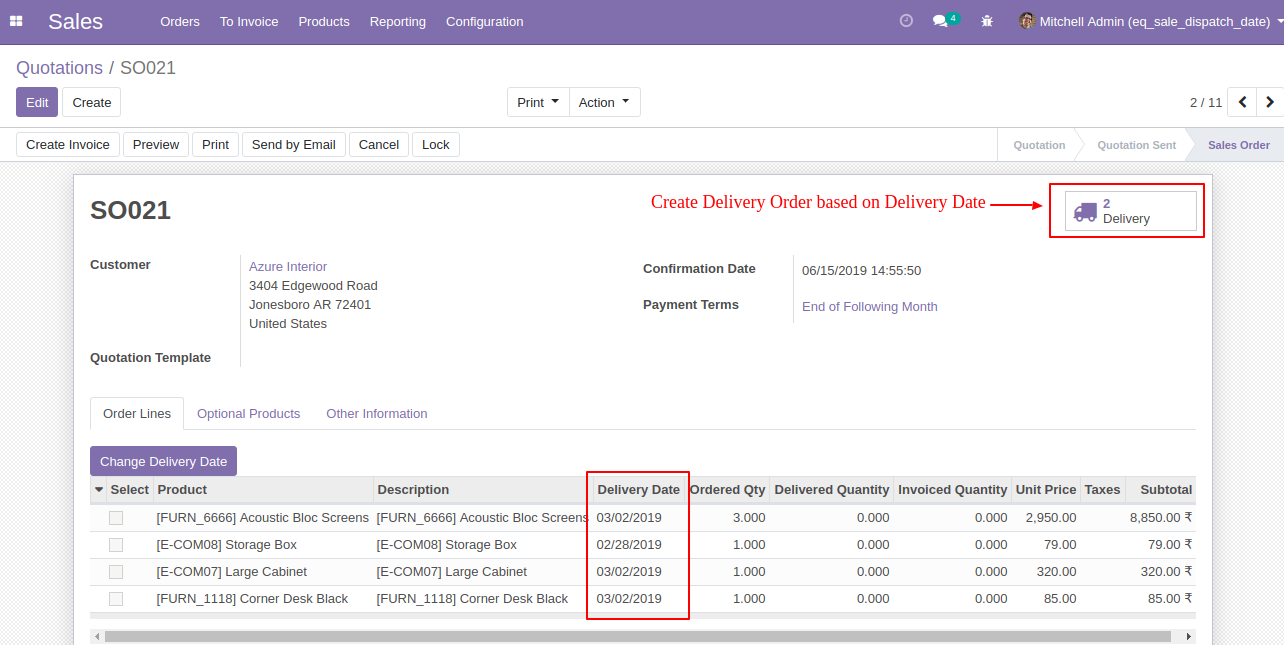 Sales Orders To Invoice Products Reporting Configuration 4 Mitchell Admin (eq_sale_dispatch_date)
Quotations / SO021
Edit Create Print Action 2 / 11
Create Invoice Preview Print Send by Email Cancel Lock Quotation Quotation Sent Sales Order
SO021
Create Delivery Order based on Delivery Date
2
Delivery
Customer
Azure Interior
3404 Edgewood Road
Jonesboro AR 72401
United States
Confirmation Date 06/15/2019 14:55:50
Payment Terms End of Following Month
Quotation Template
Order Lines Optional Products Other Information
Change Delivery Date
Select Product Description Delivery Date Ordered Qty Delivered Quantity Invoiced Quantity Unit Price Taxes Subtotal
[FURN_6666] Acoustic Bloc Screens [FURN_6666] Acoustic Bloc Screens 03/02/2019 3.000 0.000 0.000 2,950.00 8,850.00 ₹
[E-COM08] Storage Box [E-COM08] Storage Box 02/28/2019 1.000 0.000 0.000 79.00 79.00 ₹
[E-COM07] Large Cabinet [E-COM07] Large Cabinet 03/02/2019 1.000 0.000 0.000 320.00 320.00 ₹
[FURN_1118] Corner Desk Black [FURN_1118] Corner Desk Black 03/02/2019 1.000 0.000 0.000 85.00 85.00 ₹